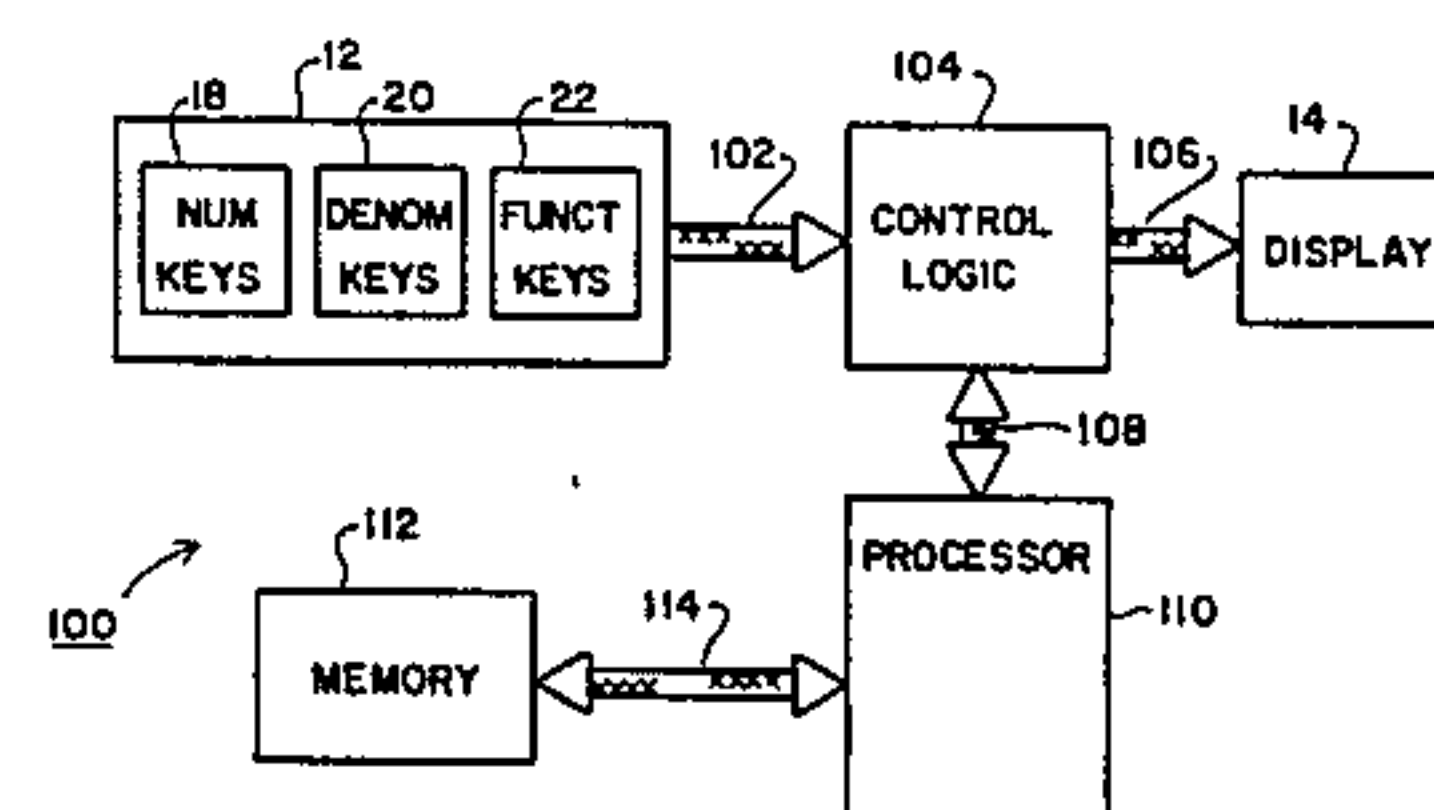 12
18
20
22
NUM
KEYS
DENOM
KEYS
FUNCT
KEYS
102
104
CONTROL
LOGIC
106
14
DISPLAY
108
PROCESSOR
110
112
MEMORY
114
100